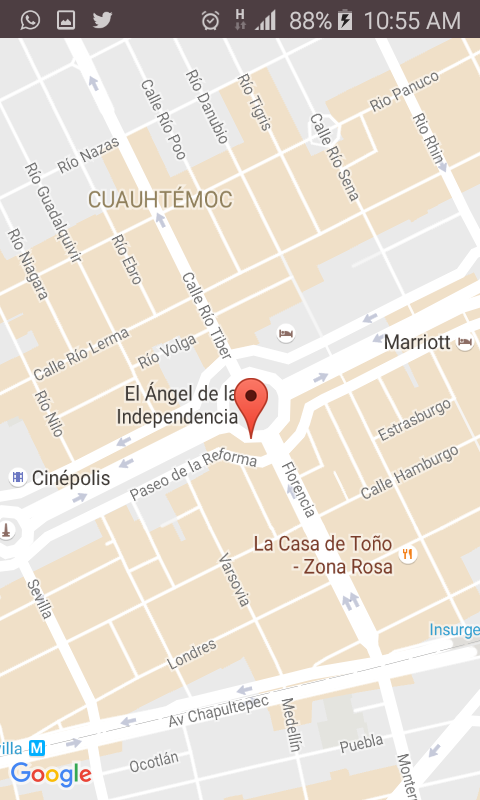 H
88%
10:55 AM
Río Panuco
Río Danubio
Río Tigris
Calle Río Poo
Calle Río Sena
Río Rhin
Río Nazas
Río Guadalquivir
CUAUHTÉMOC
Río Niagara
Río Ebro
Calle Río Tiber
Calle Río Lerma
Río Volga
Marriott
El Ángel de la
Independencia
Río Nilo
Estrasburgo
Paseo de la Reforma
Cinépolis
Florencia
Calle Hamburgo
La Casa de Toño
- Zona Rosa
Varsovia
Sevilla
Insurge
Londres
Av Chapultepec
Medellín
Puebla
villa M
Ocotlán
Monter
Google